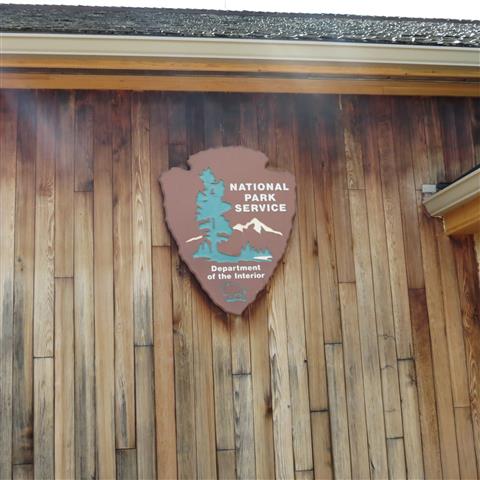 NATIONAL
PARK
SERVICE
Department
of the Interior